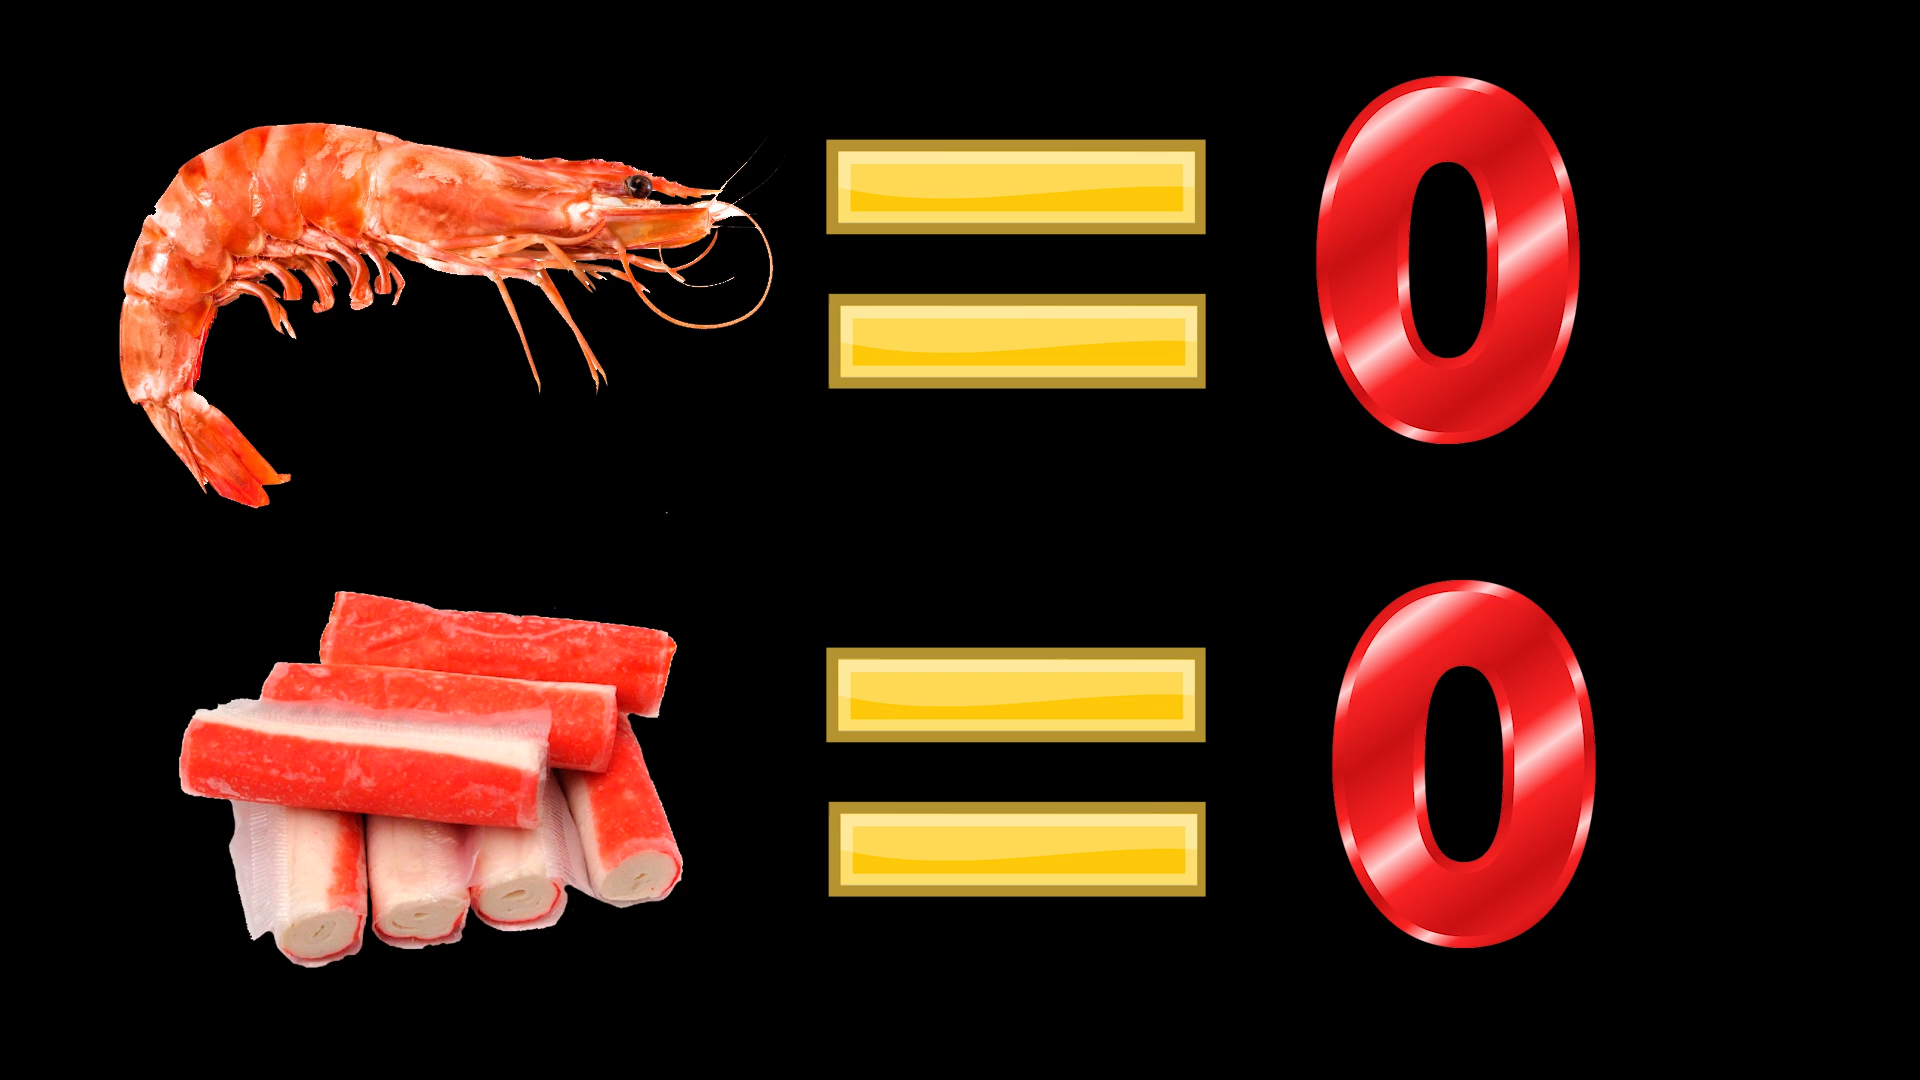 = 0
= 0